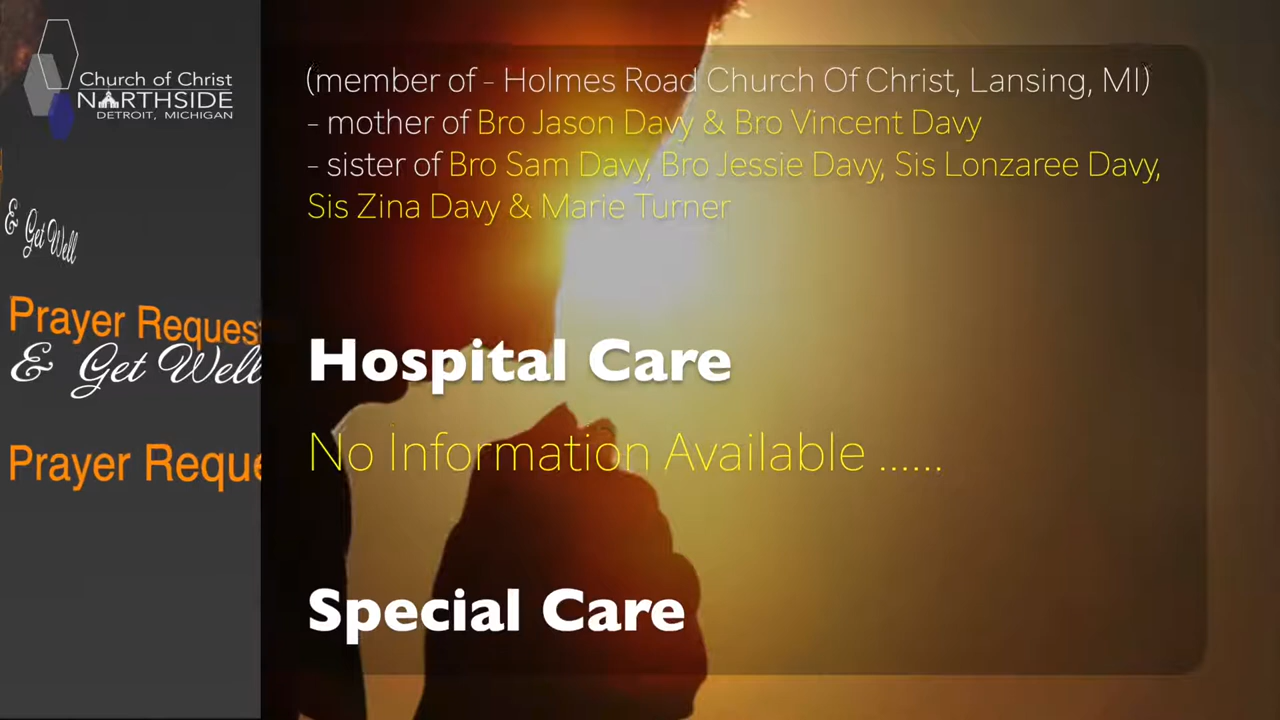 Church of Christ
NORTHSIDE
DETROIT, MICHIGAN
& Get Well
Prayer Request
& Get Well
Prayer Reque
(member of - Holmes Road Church Of Christ, Lansing, MI)
- mother of Bro Jason Davy & Bro Vincent Davy
- sister of Bro Sam Davy, Bro Jessie Davy, Sis Lonzaree Davy,
Sis Zina Davy & Marie Turner
Hospital Care
No Information Available ......
Special Care